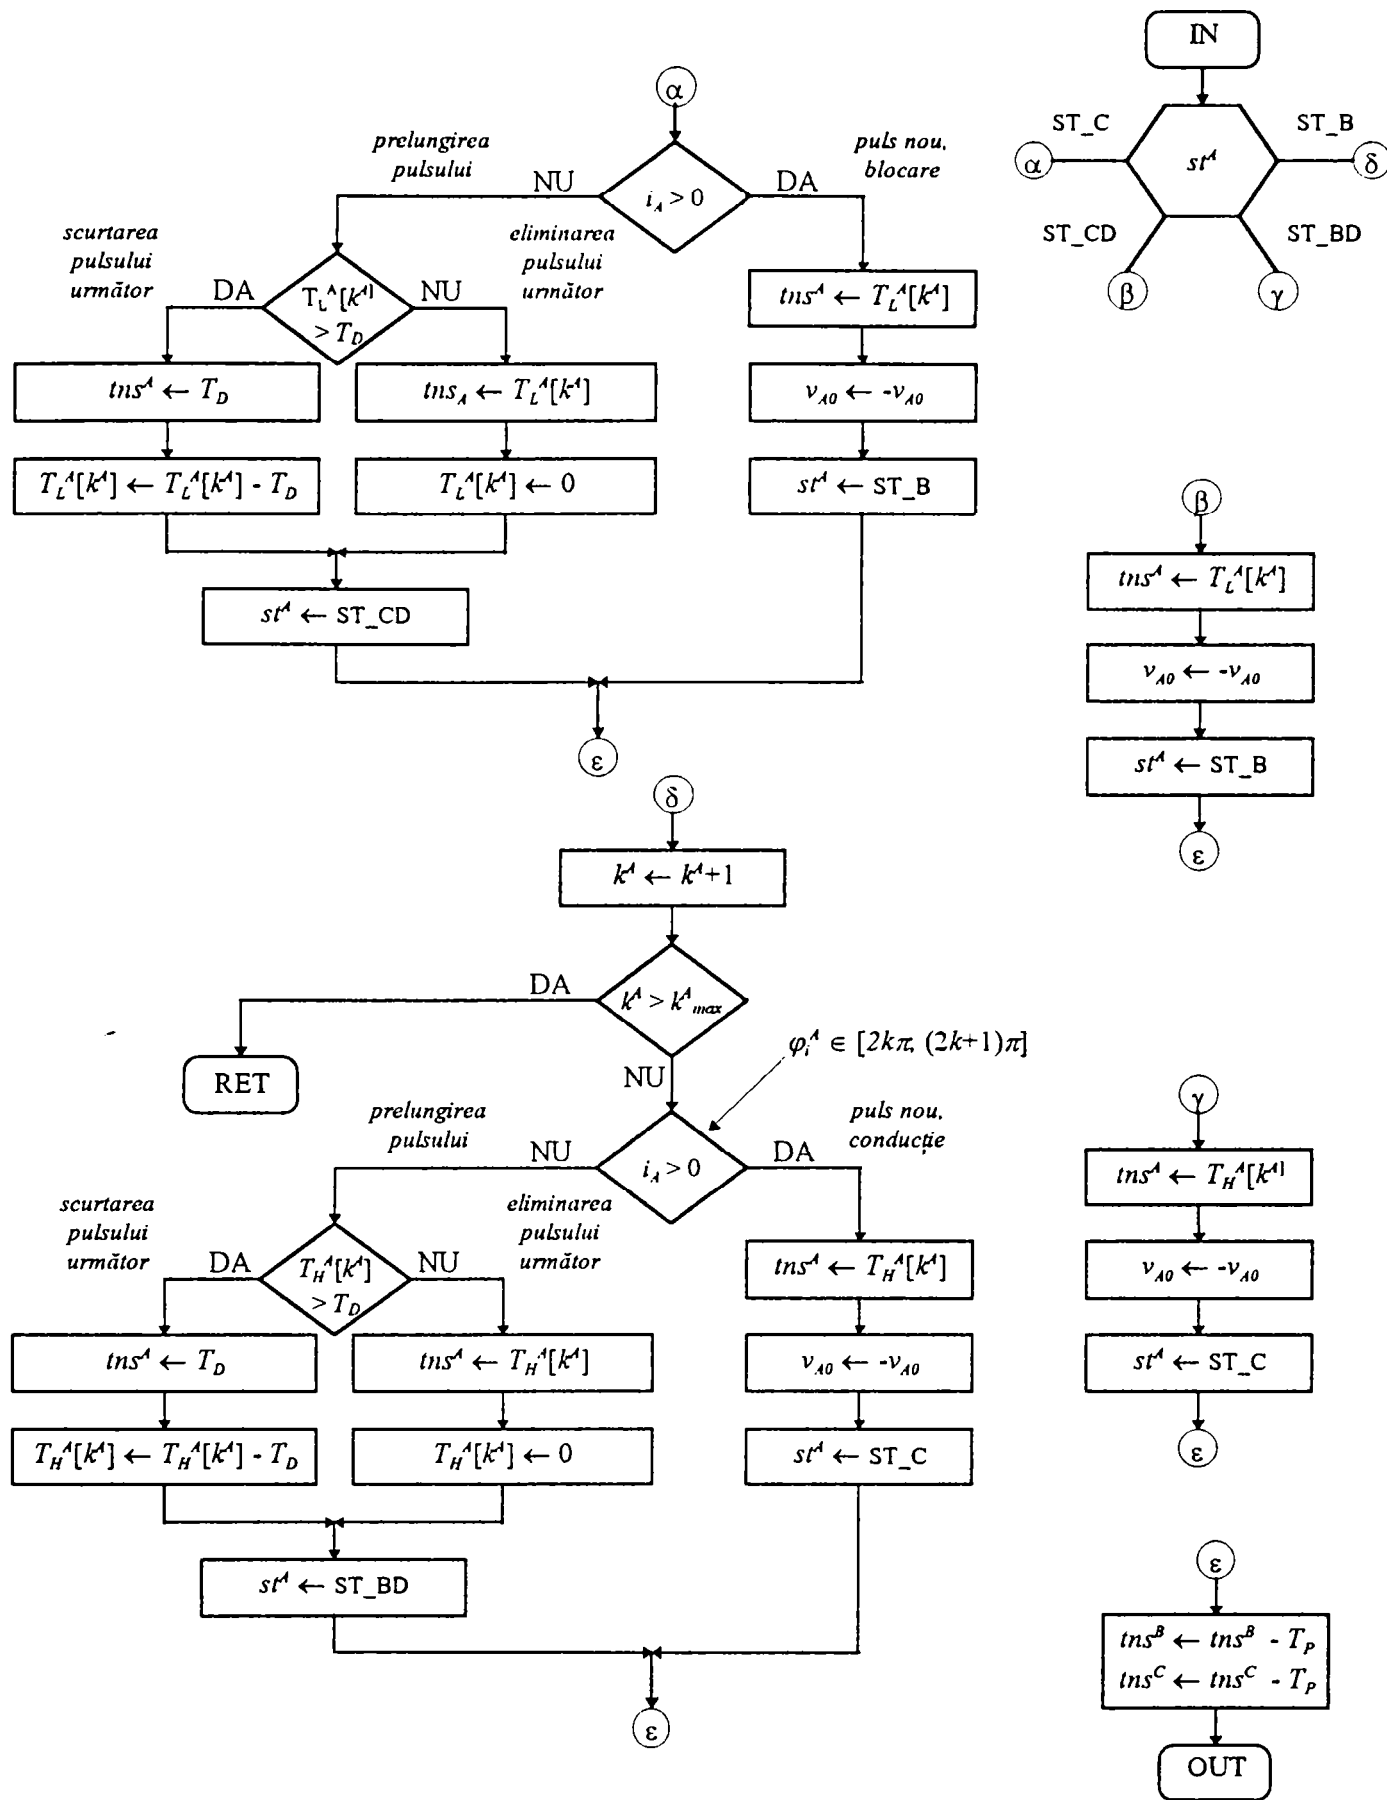 IN
ST_C
ST_B
st^A
α
δ
ST_CD
ST_BD
β
γ
α
prelungirea
pulsului
NU
i_A > 0
DA
puls nou,
blocare
scurtarea
pulsului
următor
DA
T_L^A[k^A]
> T_D
NU
eliminarea
pulsului
următor
tns^A ← T_D
tns_A ← T_L^A[k^A]
T_L^A[k^A] ← T_L^A[k^A] - T_D
T_L^A[k^A] ← 0
st^A ← ST_CD
tns^A ← T_L^A[k^A]
v_A0 ← -v_A0
st^A ← ST_B
ε
β
tns^A ← T_L^A[k^A]
v_A0 ← -v_A0
st^A ← ST_B
ε
δ
k^A ← k^A+1
DA
k^A > k^A_max
RET
NU
φ_i^A ∈ [2kπ, (2k+1)π]
prelungirea
pulsului
NU
i_A > 0
DA
puls nou,
conducție
scurtarea
pulsului
următor
DA
T_H^A[k^A]
> T_D
NU
eliminarea
pulsului
următor
tns^A ← T_D
tns^A ← T_H^A[k^A]
T_H^A[k^A] ← T_H^A[k^A] - T_D
T_H^A[k^A] ← 0
st^A ← ST_BD
tns^A ← T_H^A[k^A]
v_A0 ← -v_A0
st^A ← ST_C
ε
γ
tns^A ← T_H^A[k^A]
v_A0 ← -v_A0
st^A ← ST_C
ε
ε
tns^B ← tns^B - T_P
tns^C ← tns^C - T_P
OUT